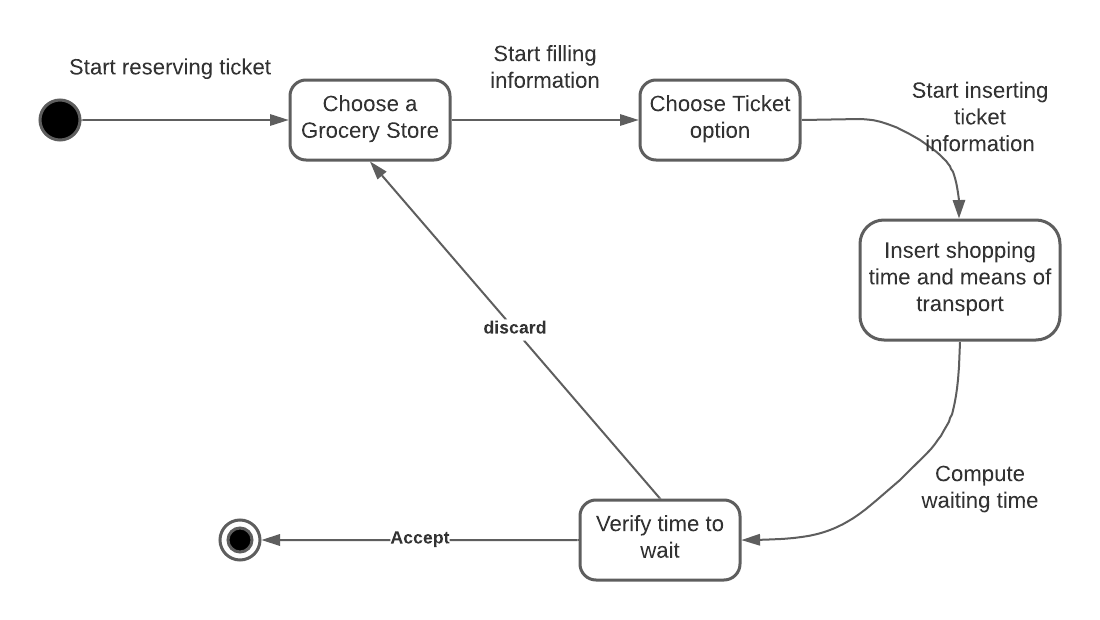 Start reserving ticket
Choose a
Grocery Store
Start filling
information
Choose Ticket
option
Start inserting
ticket
information
Insert shopping
time and means of
transport
discard
Compute
waiting time
Verify time to
wait
Accept